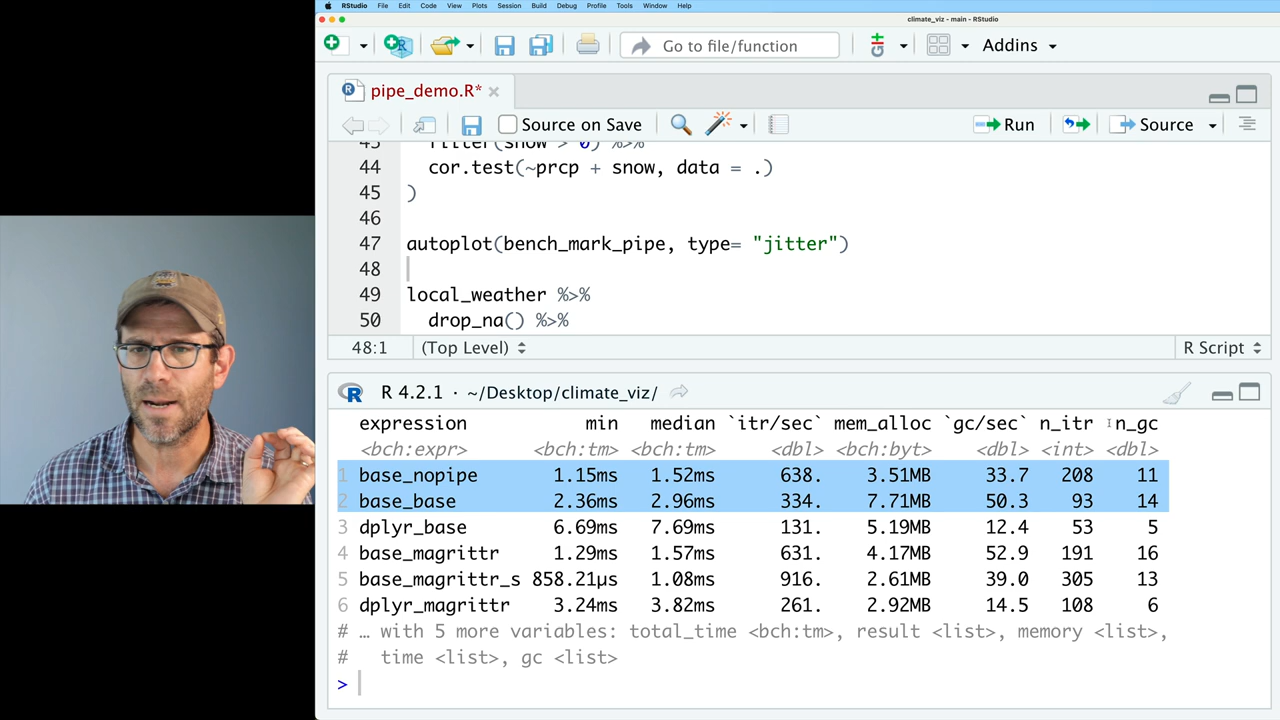 RStudio File Edit Code View Plots Session Build Debug Profile Tools Window Help
climate_viz - main - RStudio
Go to file/function
Addins
pipe_demo.R*
Source on Save
Run
Source
44 cor.test(~prcp + snow, data = .)
45 )
46
47 autoplot(bench_mark_pipe, type= "jitter")
48
49 local_weather %>%
50 drop_na() %>%
48:1 (Top Level) R Script
R 4.2.1 · ~/Desktop/climate_viz/
expression min median `itr/sec` mem_alloc `gc/sec` n_itr n_gc
<bch:expr> <bch:tm> <bch:tm> <dbl> <bch:byt> <dbl> <int> <dbl>
1 base_nopipe 1.15ms 1.52ms 638. 3.51MB 33.7 208 11
2 base_base 2.36ms 2.96ms 334. 7.71MB 50.3 93 14
3 dplyr_base 6.69ms 7.69ms 131. 5.19MB 12.4 53 5
4 base_magrittr 1.29ms 1.57ms 631. 4.17MB 52.9 191 16
5 base_magrittr_s 858.21µs 1.08ms 916. 2.61MB 39.0 305 13
6 dplyr_magrittr 3.24ms 3.82ms 261. 2.92MB 14.5 108 6
# … with 5 more variables: total_time <bch:tm>, result <list>, memory <list>,
# time <list>, gc <list>
>